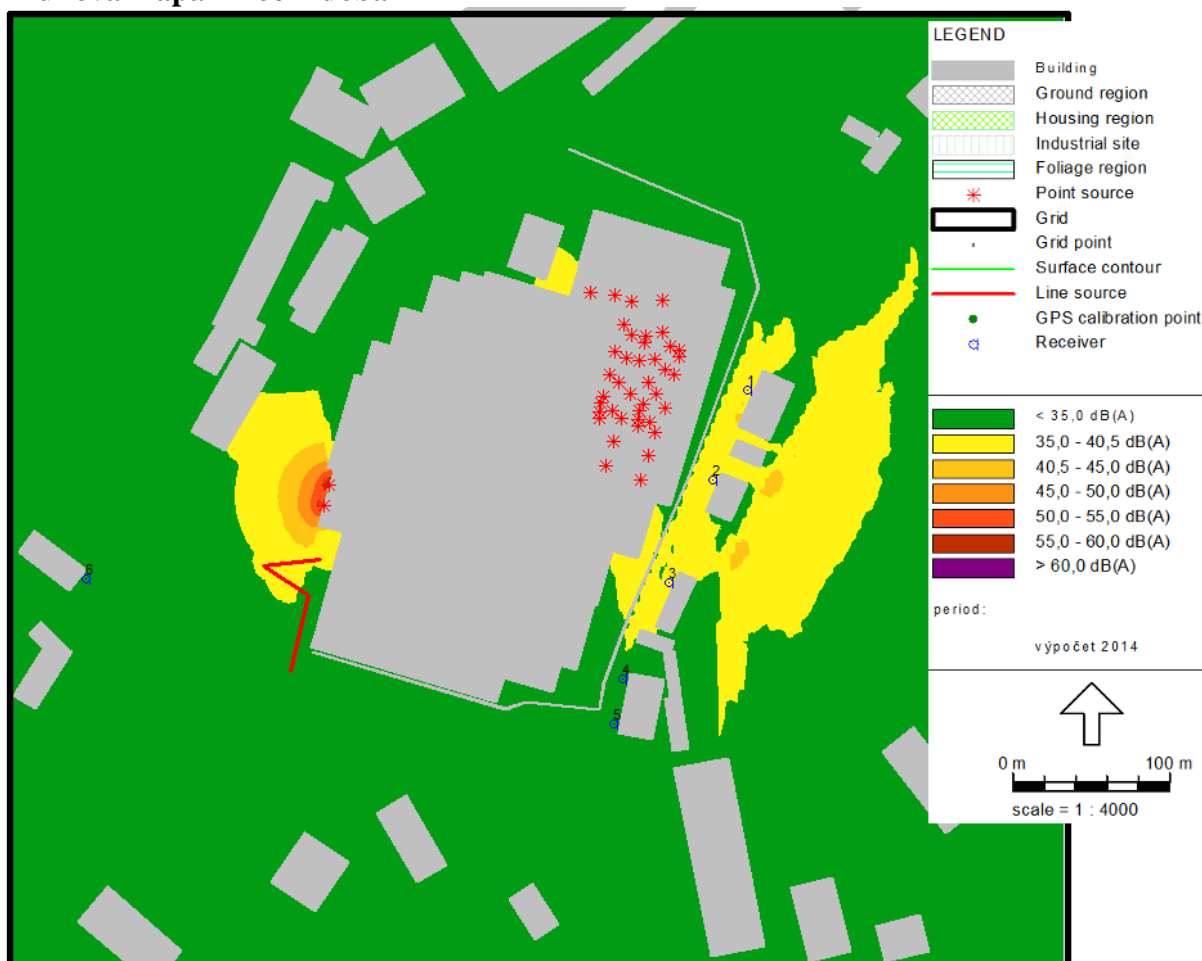 LEGEND
Building
Ground region
Housing region
Industrial site
Foliage region
Point source
Grid
Grid point
Surface contour
Line source
GPS calibration point
Receiver
< 35,0 dB(A)
35,0 - 40,5 dB(A)
40,5 - 45,0 dB(A)
45,0 - 50,0 dB(A)
50,0 - 55,0 dB(A)
55,0 - 60,0 dB(A)
> 60,0 dB(A)
period:
výpočet 2014
0 m 100 m
scale = 1 : 4000
1
2
3
4
5
6